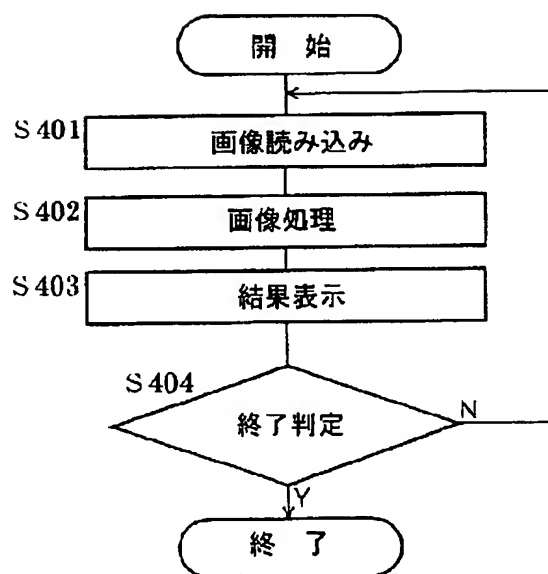 開 始
S401
画像読み込み
S402
画像処理
S403
結果表示
S404
終了判定
N
Y
終 了